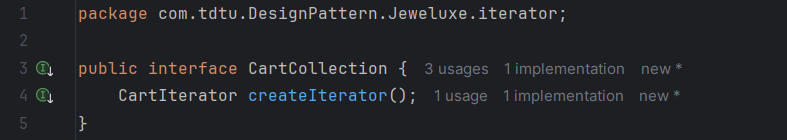 1 package com.tdtu.DesignPattern.Jeweluxe.iterator;
2
3 public interface CartCollection { 3 usages 1 implementation new *
4 CartIterator createIterator(); 1 usage 1 implementation new *
5 }